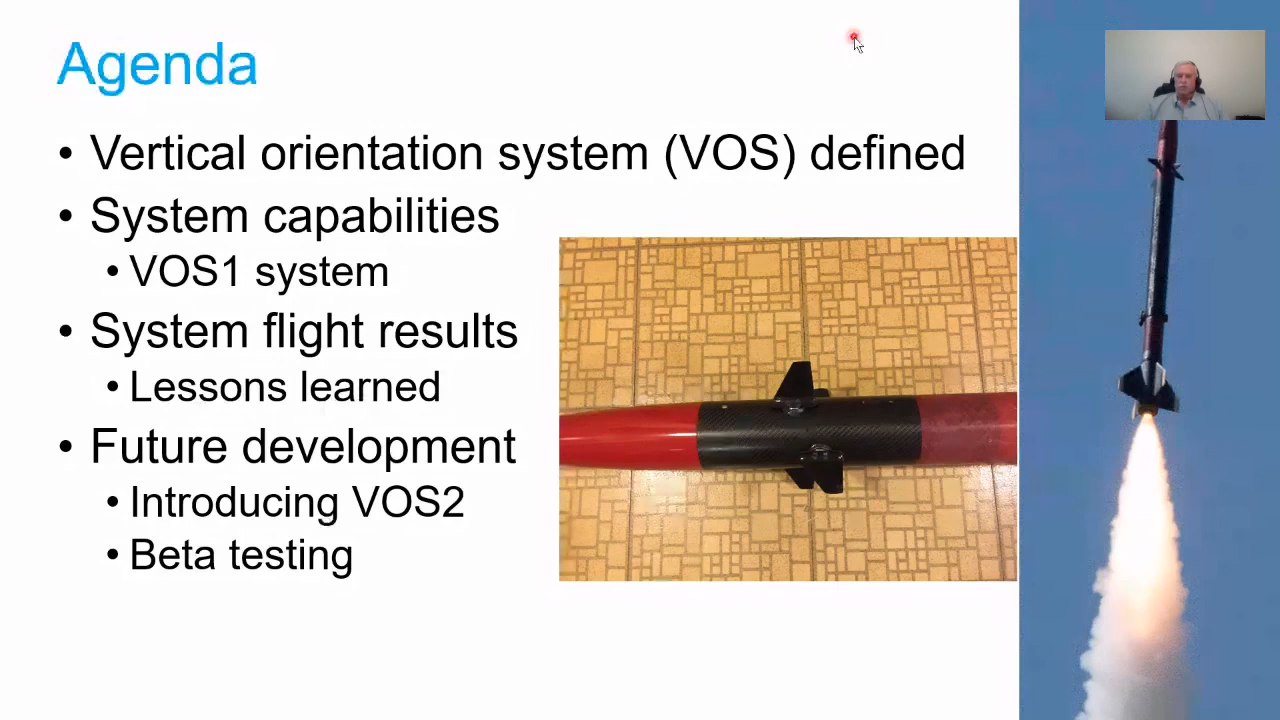 Agenda
• Vertical orientation system (VOS) defined
• System capabilities
• VOS1 system
• System flight results
• Lessons learned
• Future development
• Introducing VOS2
• Beta testing